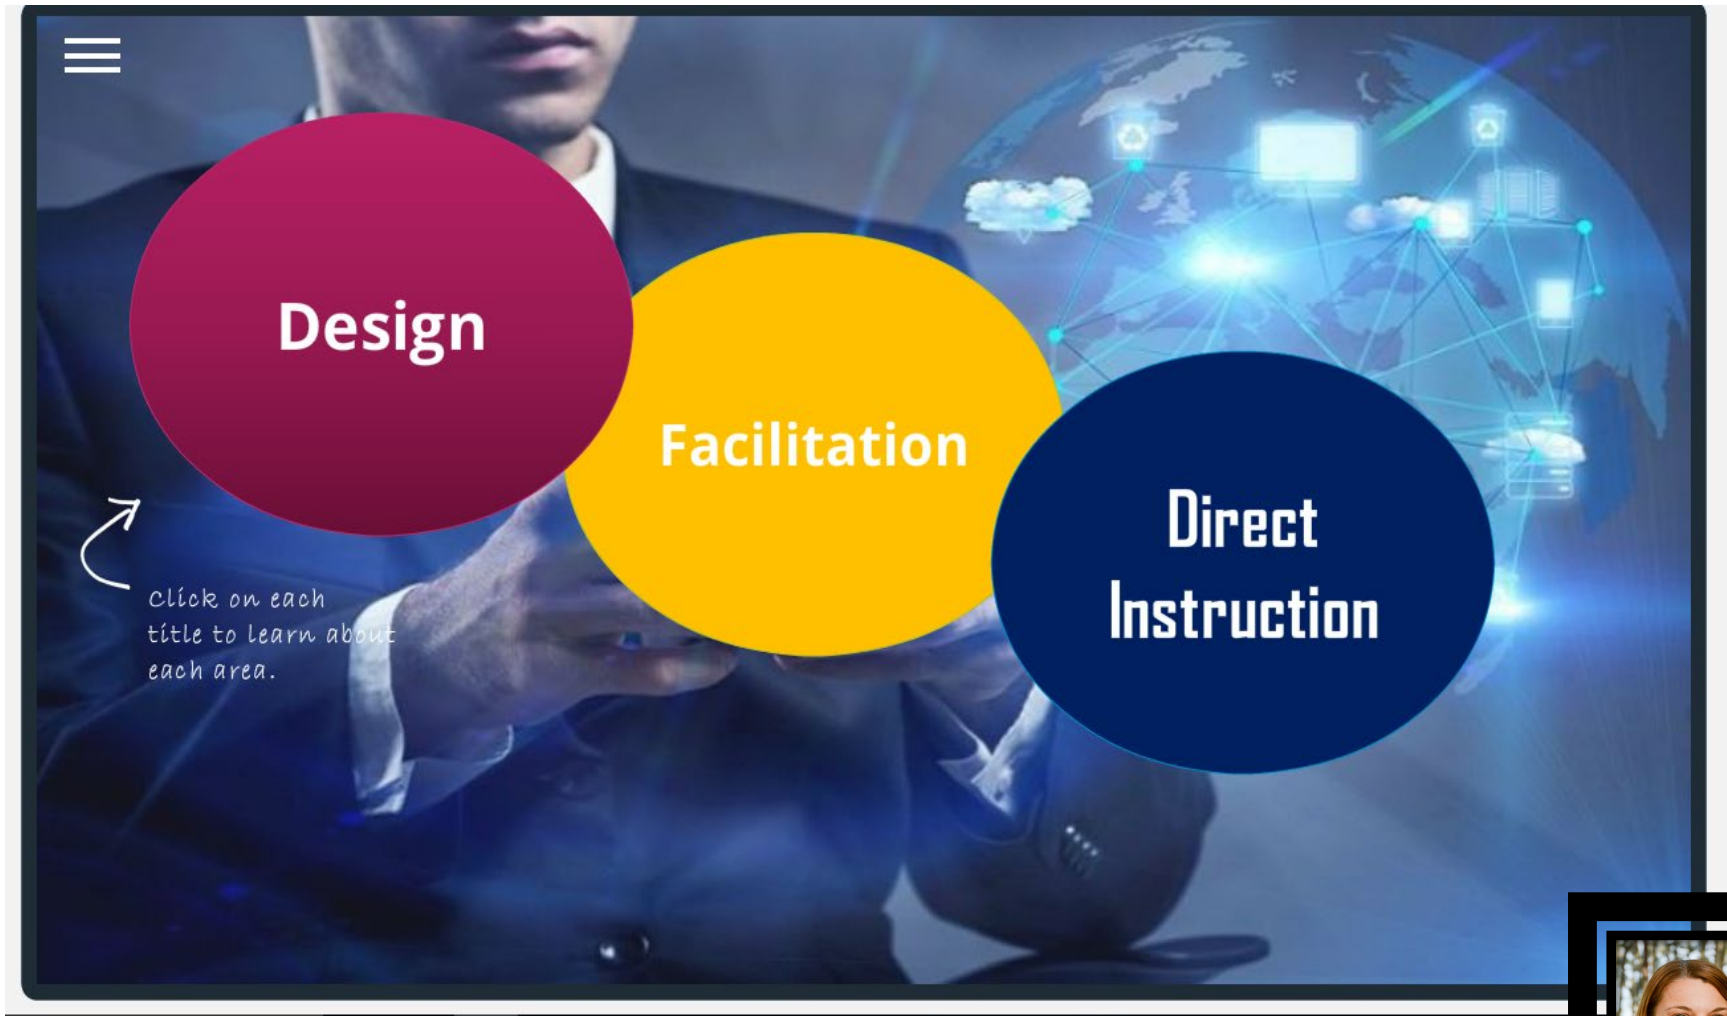 Design
Facilitation
Direct
Instruction
Click on each
title to learn about
each area.